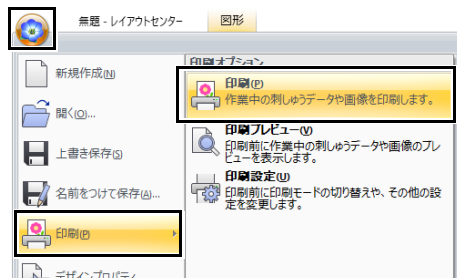 無題 - レイアウトセンター
図形
印刷オプション
新規作成(N)
印刷(P)
作業中の刺しゅうデータや画像を印刷します。
開く(O)...
印刷プレビュー(V)
印刷前に作業中の刺しゅうデータや画像のプレ
ビューを表示します。
上書き保存(S)
印刷設定(U)
印刷前に印刷モードの切り替えや、その他の設
定を変更します。
名前をつけて保存(A)...
印刷(P)
デザインプロパティ